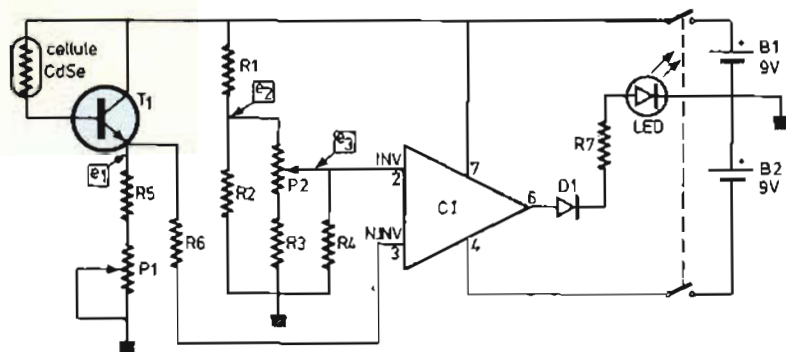 cellule
CdSe
T1
e1
R5
P1
R6
R1
e2
R2
e3
P2
R3
R4
INV
2
N.INV
3
CI
7
6
4
D1
R7
LED
B1
9V
B2
9V
+
+